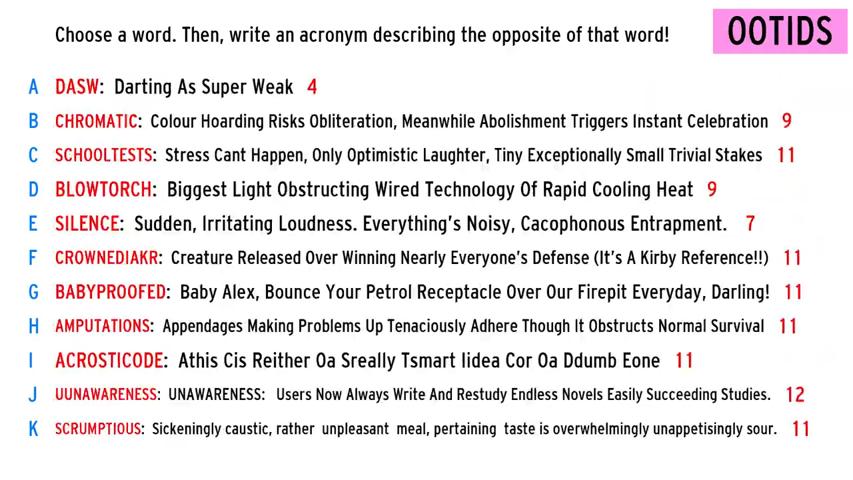 Choose a word. Then, write an acronym describing the opposite of that word!
OOTIDS
A DASW: Darting As Super Weak 4
B CHROMATIC: Colour Hoarding Risks Obliteration, Meanwhile Abolishment Triggers Instant Celebration 9
C SCHOOLTESTS: Stress Cant Happen, Only Optimistic Laughter, Tiny Exceptionally Small Trivial Stakes 11
D BLOWTORCH: Biggest Light Obstructing Wired Technology Of Rapid Cooling Heat 9
E SILENCE: Sudden, Irritating Loudness. Everything's Noisy, Cacophonous Entrapment. 7
F CROWNEDIAKR: Creature Released Over Winning Nearly Everyone's Defense (It's A Kirby Reference!!) 11
G BABYPROOFED: Baby Alex, Bounce Your Petrol Receptacle Over Our Firepit Everyday, Darling! 11
H AMPUTATIONS: Appendages Making Problems Up Tenaciously Adhere Though It Obstructs Normal Survival 11
I ACROSTICODE: Athis Cis Reither Oa Sreally Tsmart Iidea Cor Oa Ddumb Eone 11
J UUNAWARENESS: UNAWARENESS: Users Now Always Write And Restudy Endless Novels Easily Succeeding Studies. 12
K SCRUMPTIOUS: Sickeningly caustic, rather unpleasant meal, pertaining taste is overwhelmingly unappetisingly sour. 11